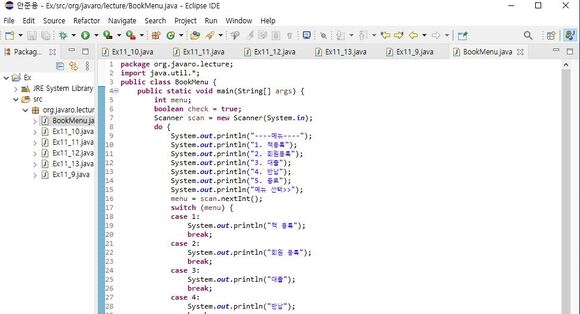 안준용 - Ex/src/org/javaro/lecture/BookMenu.java - Eclipse IDE
File Edit Source Refactor Navigate Search Project Run Window Help
Packag...
Ex11_10.java Ex11_11.java Ex11_12.java Ex11_13.java Ex11_9.java BookMenu.java
Ex
JRE System Library
src
org.javaro.lectur
BookMenu.ja
Ex11_10.java
Ex11_11.java
Ex11_12.java
Ex11_13.java
Ex11_9.java
1 package org.javaro.lecture;
2 import java.util.*;
3 public class BookMenu {
4 public static void main(String[] args) {
5 int menu;
6 boolean check = true;
7 Scanner scan = new Scanner(System.in);
8 do {
9 System.out.println("----메뉴----");
10 System.out.println("1. 책등록");
11 System.out.println("2. 회원등록");
12 System.out.println("3. 대출");
13 System.out.println("4. 반납");
14 System.out.println("5. 종료");
15 System.out.println("메뉴 선택>>");
16 menu = scan.nextInt();
17 switch (menu) {
18 case 1:
19 System.out.println("책 등록");
20 break;
21 case 2:
22 System.out.println("회원 등록");
23 break;
24 case 3:
25 System.out.println("대출");
26 break;
27 case 4:
28 System.out.println("반납");